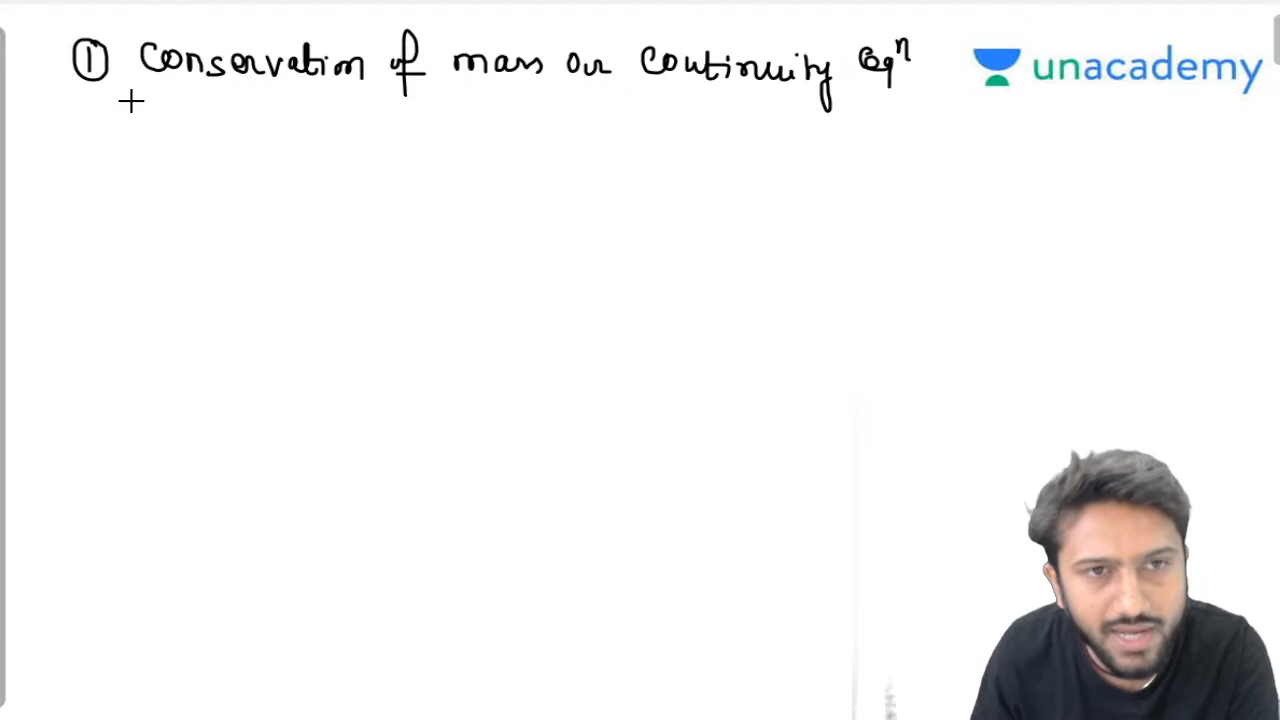 ① Conservation of mass or continuity Eqⁿ
unacademy